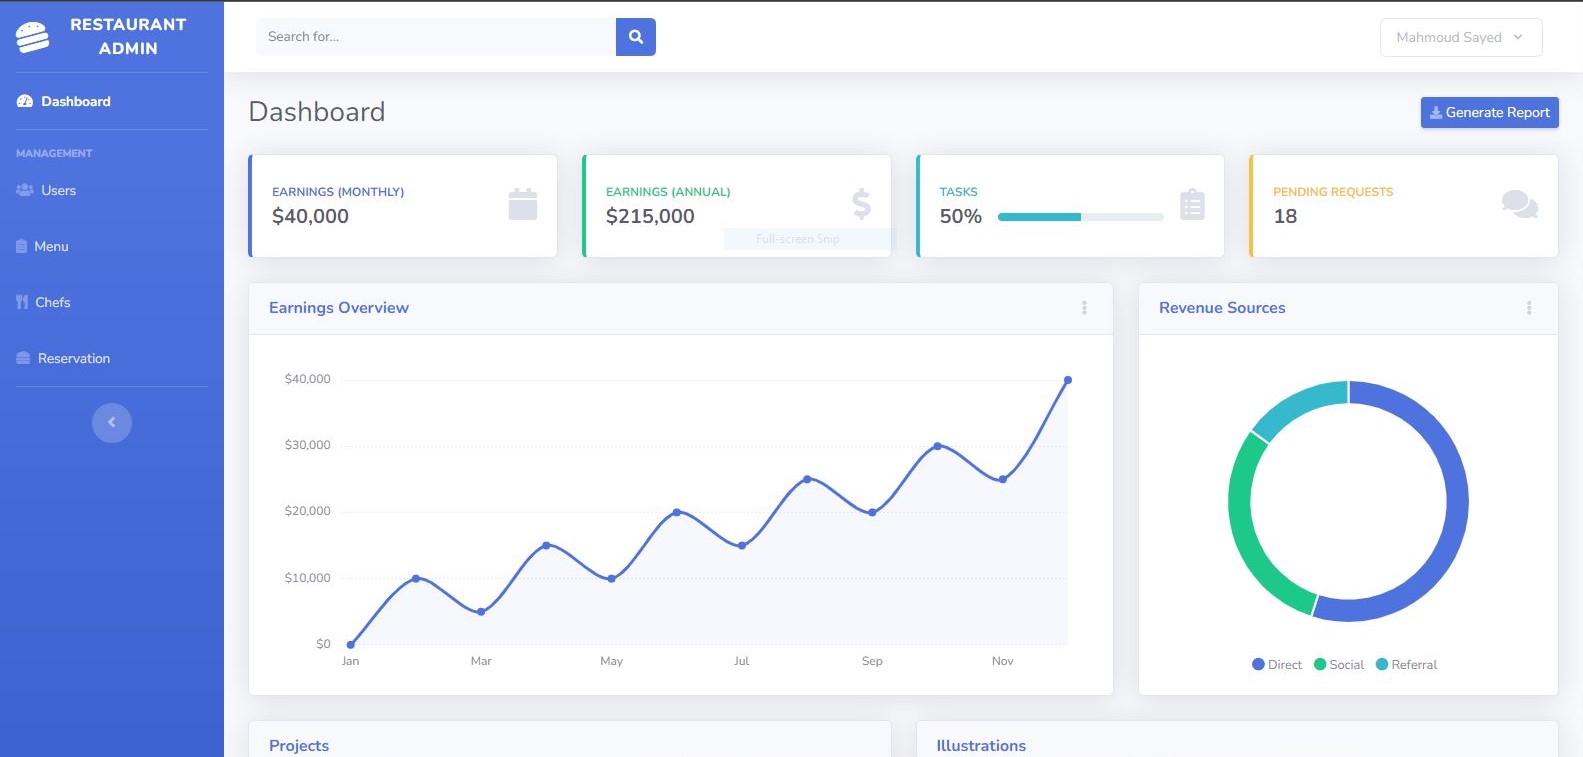 RESTAURANT
ADMIN
Search for...
Mahmoud Sayed
Dashboard
MANAGEMENT
Users
Menu
Chefs
Reservation
Dashboard
Generate Report
EARNINGS (MONTHLY)
$40,000
EARNINGS (ANNUAL)
$215,000
Full-screen Snip
TASKS
50%
PENDING REQUESTS
18
Earnings Overview
$40,000
$30,000
$20,000
$10,000
$0
Jan Mar May Jul Sep Nov
Revenue Sources
Direct Social Referral
Projects
Illustrations